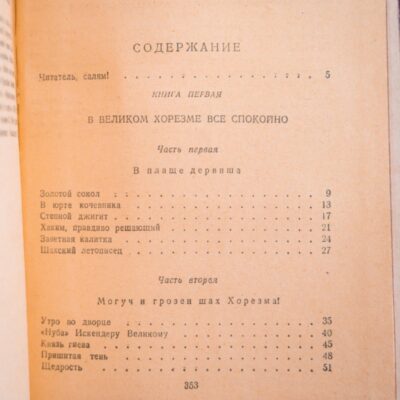 СОДЕРЖАНИЕ
Читатель, салям! . . . . . . . . . . . . . . 5
КНИГА ПЕРВАЯ
В ВЕЛИКОМ ХОРЕЗМЕ ВСЕ СПОКОЙНО
Часть первая
В плаще дервиша
Золотой сокол . . . . . . . . . . . . . . 9
В юрте кочевника . . . . . . . . . . . . . 13
Степной джигит . . . . . . . . . . . . . . 17
Хаким, правдиво решающий . . . . . . . . . . 21
Заветная калитка . . . . . . . . . . . . . 24
Шахский летописец . . . . . . . . . . . . . 27
Часть вторая
Могуч и грозен шах Хорезма!
Утро во дворце . . . . . . . . . . . . . . 35
«Нуба» Искендеру Великому . . . . . . . . . . 40
Князь гнева . . . . . . . . . . . . . . . 45
Пришитая тень . . . . . . . . . . . . . . 48
Щедрость . . . . . . . . . . . . . . . . 51
353